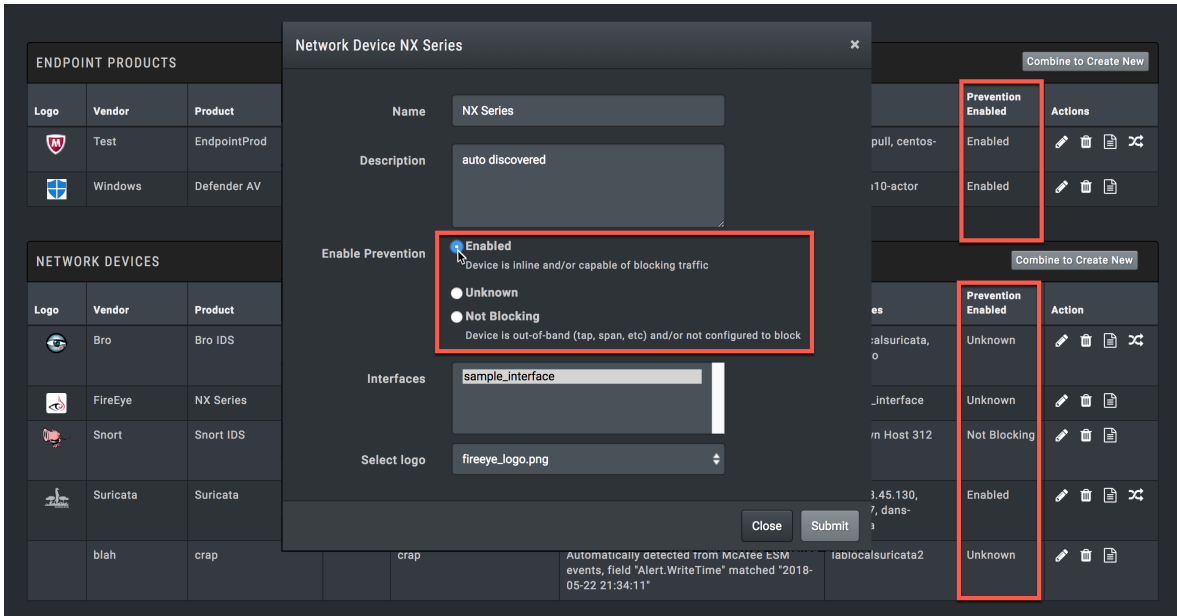 Network Device NX Series ×
ENDPOINT PRODUCTS
Combine to Create New
Logo Vendor Product
Prevention
Enabled
Actions
Test EndpointProd
pull, centos-
Enabled
Windows Defender AV
10-actor
Enabled
NETWORK DEVICES
Combine to Create New
Logo Vendor Product
es
Prevention
Enabled
Action
Bro Bro IDS
calsuricata,
o
Unknown
FireEye NX Series
_interface
Unknown
Snort Snort IDS
n Host 312
Not Blocking
Suricata Suricata
3.45.130,
7, dans-
a
Enabled
blah crap crap
Automatically detected from McAfee ESM
events, field "Alert.WriteTime" matched "2018-
05-22 21:34:11"
lablocalsuricata2
Unknown
Name
NX Series
Description
auto discovered
Enable Prevention
Enabled
Device is inline and/or capable of blocking traffic
Unknown
Not Blocking
Device is out-of-band (tap, span, etc) and/or not configured to block
Interfaces
sample_interface
Select logo
fireeye_logo.png
Close Submit